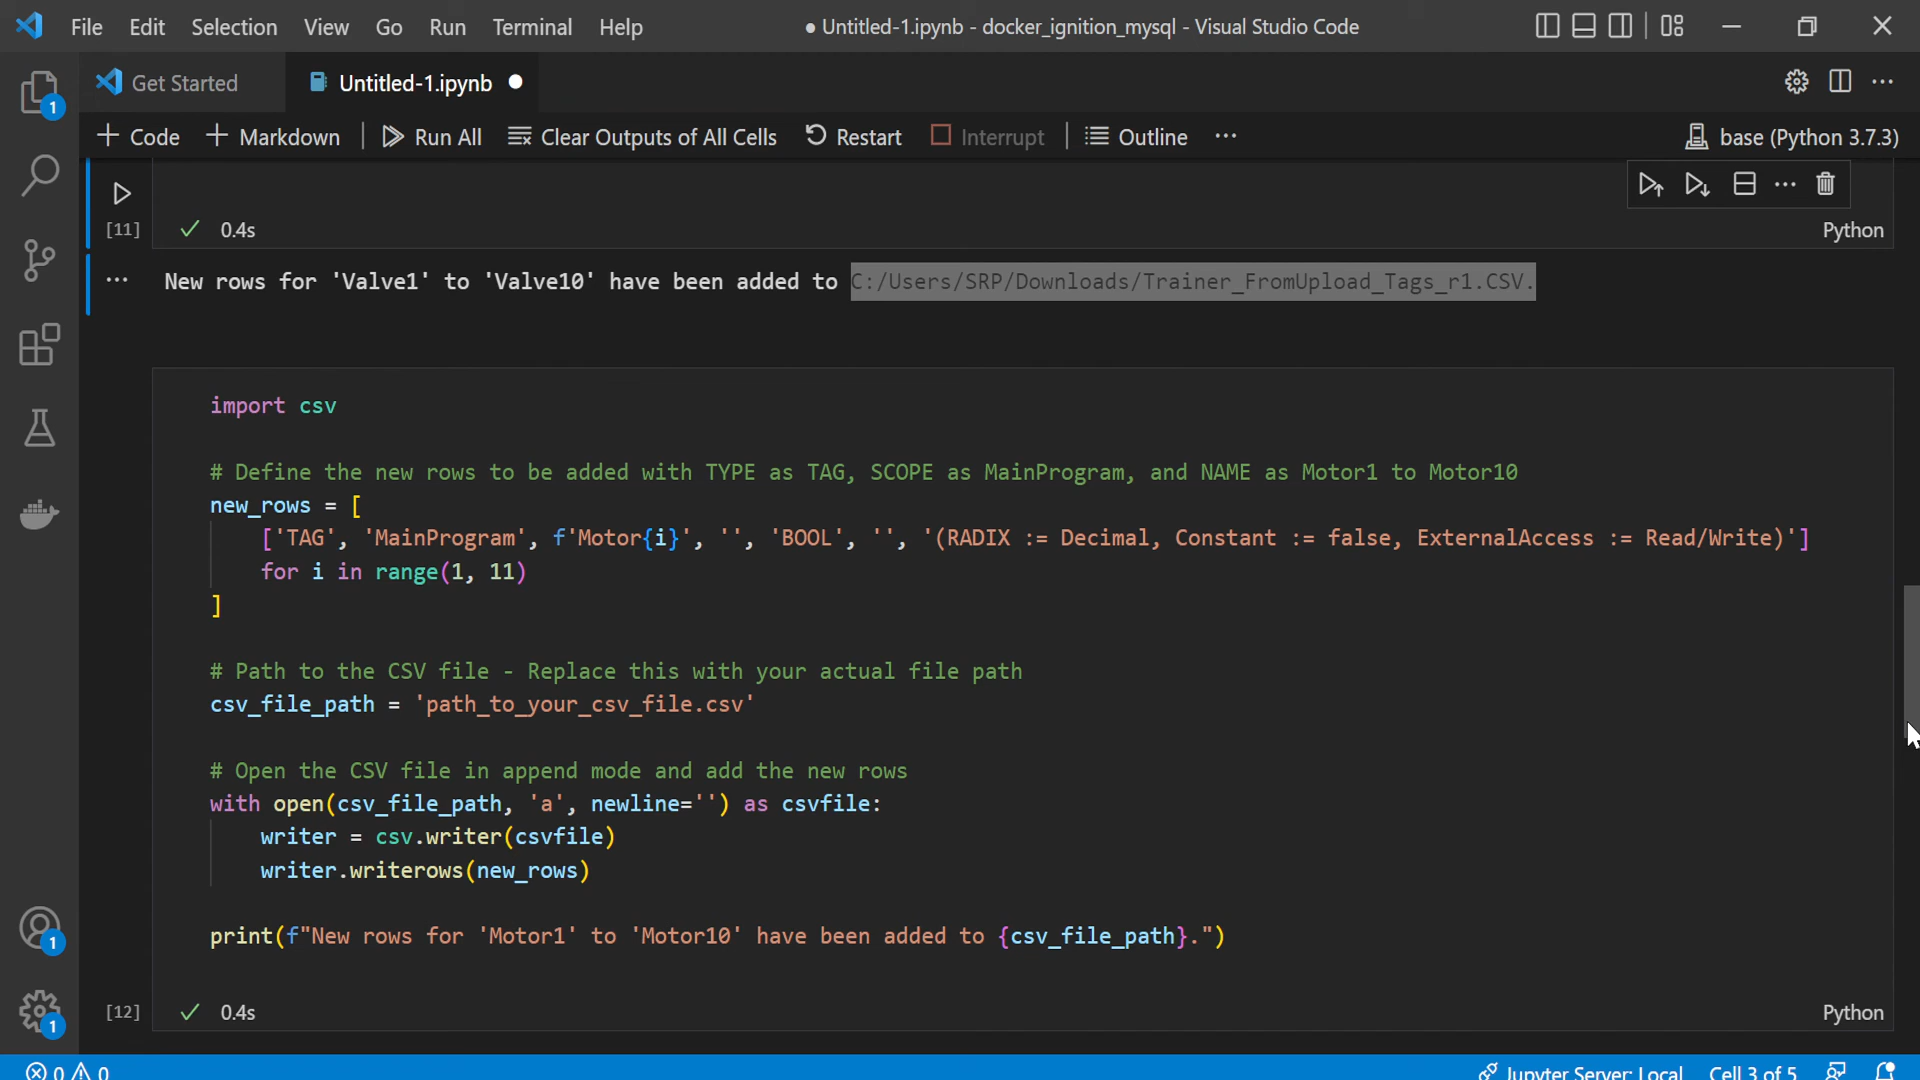 File Edit Selection View Go Run Terminal Help ● Untitled-1.ipynb - docker_ignition_mysql - Visual Studio Code
Get Started Untitled-1.ipynb
1
Code Markdown Run All Clear Outputs of All Cells Restart Interrupt Outline ··· base (Python 3.7.3)
[11] 0.4s Python
New rows for 'Valve1' to 'Valve10' have been added to C:/Users/SRP/Downloads/Trainer_FromUpload_Tags_r1.CSV.
import csv
# Define the new rows to be added with TYPE as TAG, SCOPE as MainProgram, and NAME as Motor1 to Motor10
new_rows = [
['TAG', 'MainProgram', f'Motor{i}', '', 'BOOL', '', '(RADIX := Decimal, Constant := false, ExternalAccess := Read/Write)']
for i in range(1, 11)
]
# Path to the CSV file - Replace this with your actual file path
csv_file_path = 'path_to_your_csv_file.csv'
# Open the CSV file in append mode and add the new rows
with open(csv_file_path, 'a', newline='') as csvfile:
writer = csv.writer(csvfile)
writer.writerows(new_rows)
print(f"New rows for 'Motor1' to 'Motor10' have been added to {csv_file_path}.")
1
[12] 0.4s Python
1
0 0 Jupyter Server: Local Cell 3 of 5